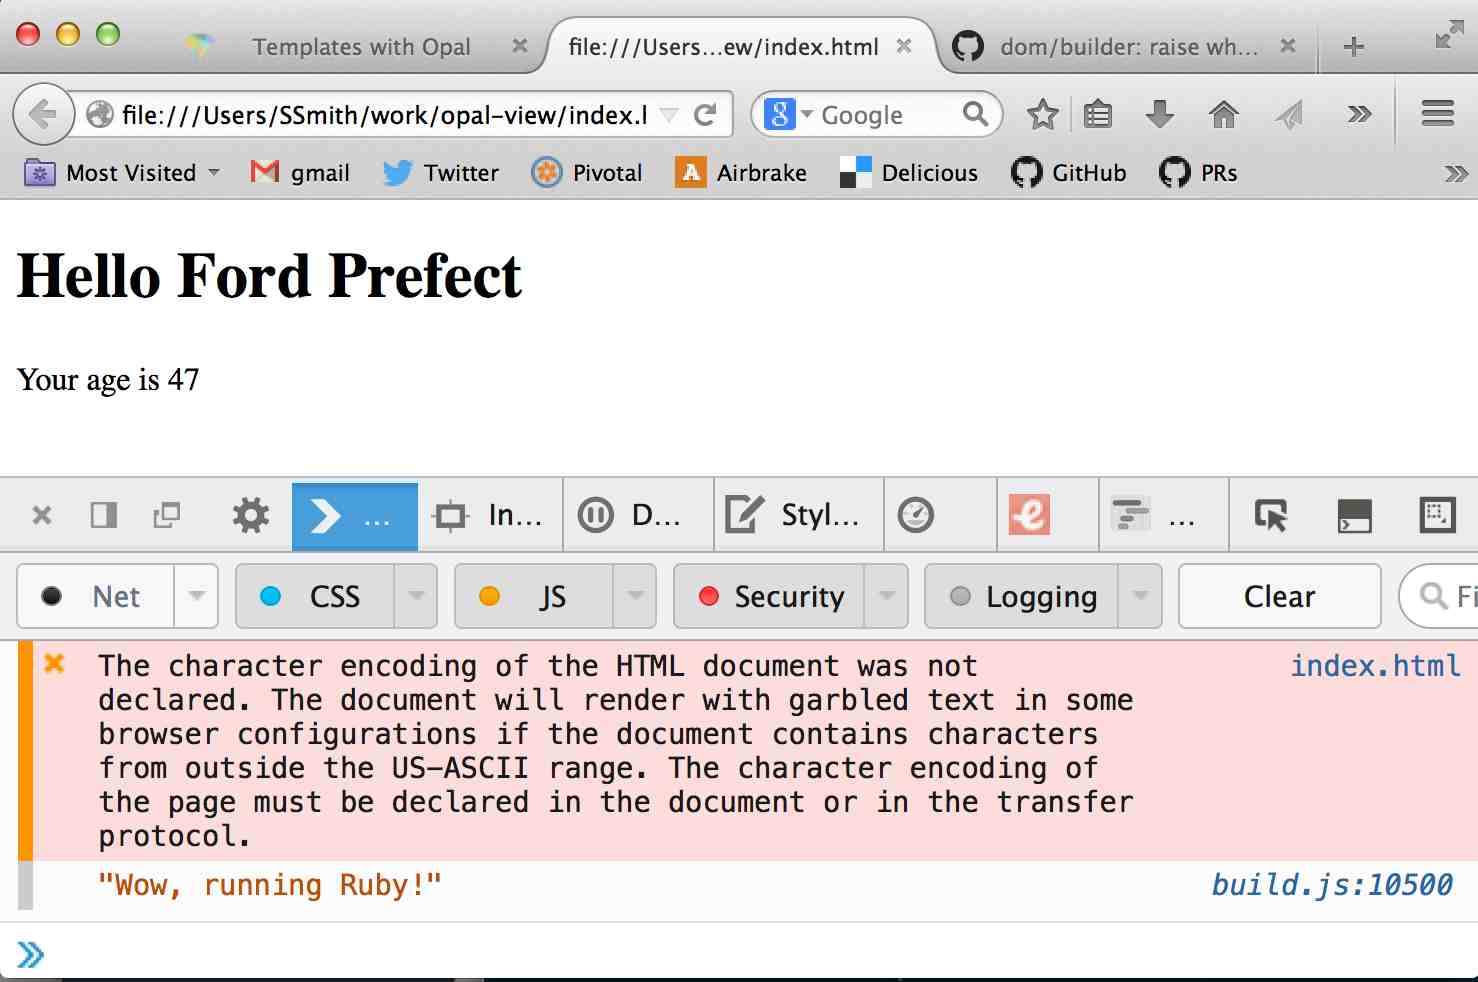 Templates with Opal
file:///Users...ew/index.html
dom/builder: raise wh...
file:///Users/SSmith/work/opal-view/index.l
Google
Most Visited gmail Twitter Pivotal Airbrake Delicious GitHub PRs
Hello Ford Prefect
Your age is 47
... In... D... Styl... ...
Net CSS JS Security Logging Clear Fi
The character encoding of the HTML document was not index.html
declared. The document will render with garbled text in some
browser configurations if the document contains characters
from outside the US-ASCII range. The character encoding of
the page must be declared in the document or in the transfer
protocol.
"Wow, running Ruby!" build.js:10500